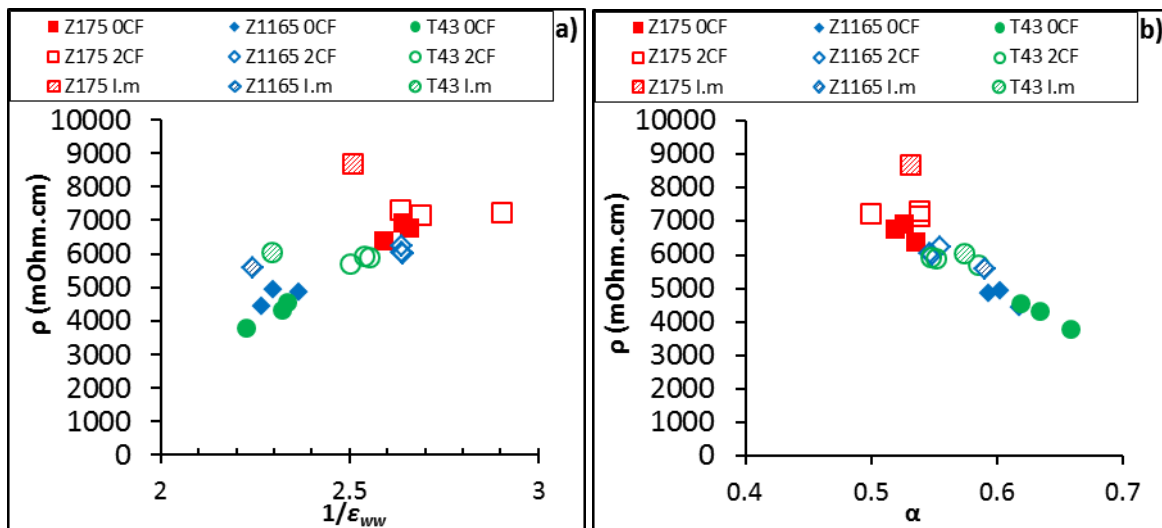 Z175 0CF Z1165 0CF T43 0CF a)
Z175 2CF Z1165 2CF T43 2CF
Z175 I.m Z1165 I.m T43 I.m
10000
9000
8000
7000
6000
5000
4000
3000
2000
1000
0
ρ (mOhm.cm)
2 2.5 3
1/εww
Z175 0CF Z1165 0CF T43 0CF b)
Z175 2CF Z1165 2CF T43 2CF
Z175 I.m Z1165 I.m T43 I.m
10000
9000
8000
7000
6000
5000
4000
3000
2000
1000
0
ρ (mOhm.cm)
0.4 0.5 0.6 0.7
α